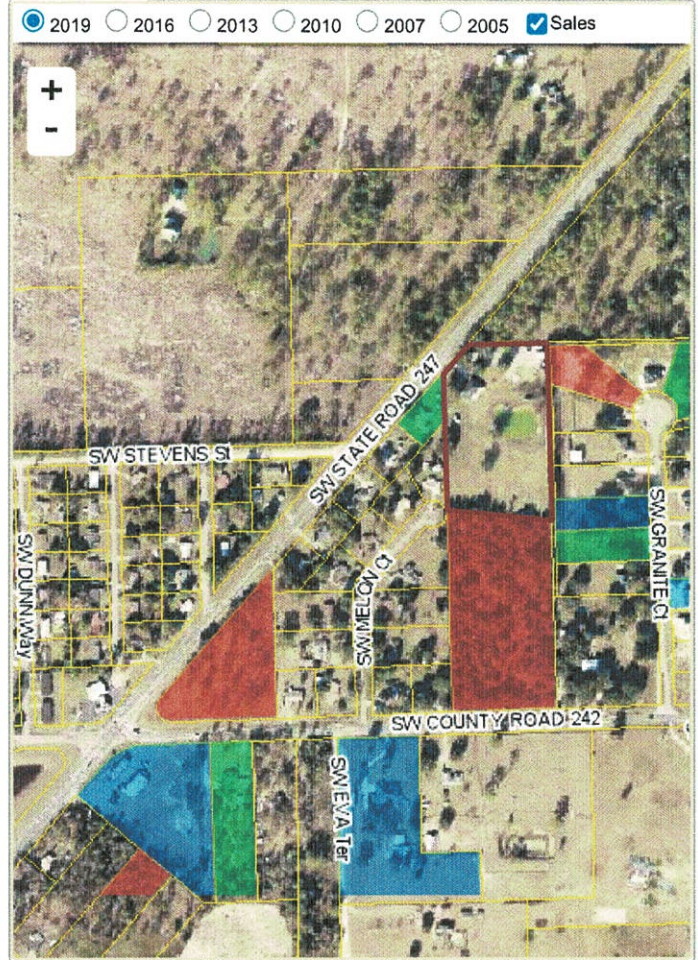 2019 2016 2013 2010 2007 2005 Sales
+
-
SW STATE ROAD 247
SW STEVENS St
SW DUNN Way
SW MELON Ct
SW GRANITE Ct
SW COUNTY ROAD 242
SW EVA Ter